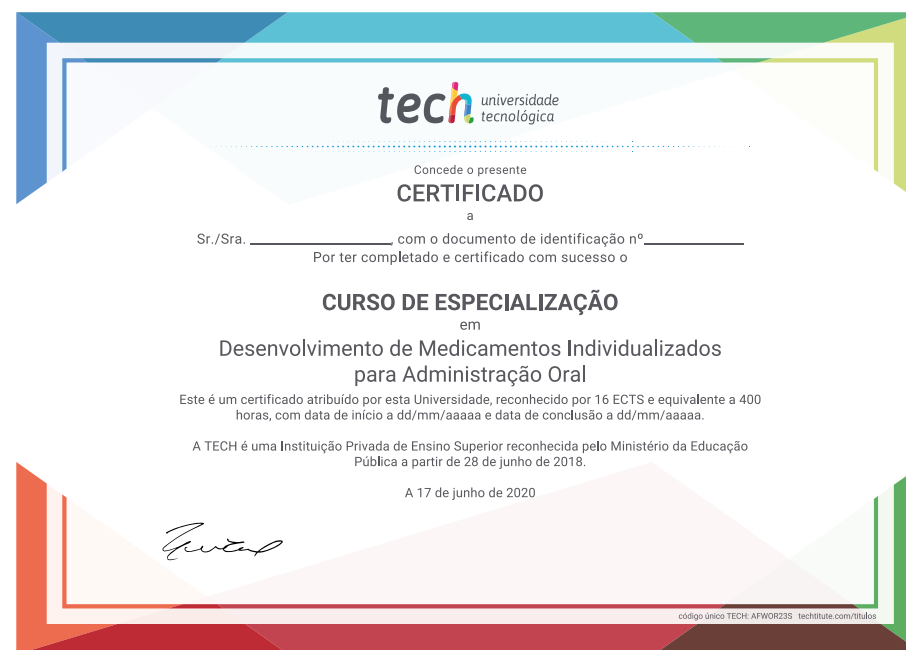 tech universidade
tecnológica
Concede o presente
CERTIFICADO
a
Sr./Sra. ____________________, com o documento de identificação nº______________
Por ter completado e certificado com sucesso o
CURSO DE ESPECIALIZAÇÃO
em
Desenvolvimento de Medicamentos Individualizados
para Administração Oral
Este é um certificado atribuído por esta Universidade, reconhecido por 16 ECTS e equivalente a 400
horas, com data de início a dd/mm/aaaaa e data de conclusão a dd/mm/aaaaa.
A TECH é uma Instituição Privada de Ensino Superior reconhecida pelo Ministério da Educação
Pública a partir de 28 de junho de 2018.
A 17 de junho de 2020
código único TECH: AFWOR23S techtitute.com/titulos